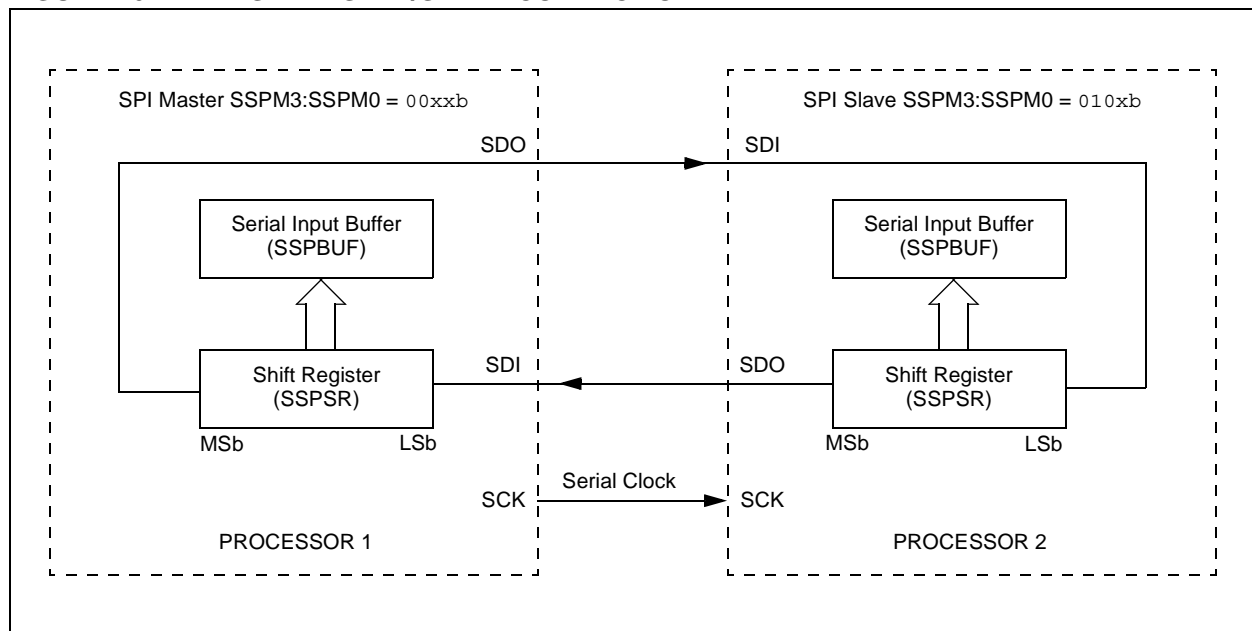 SPI Master SSPM3:SSPM0 = 00xxb
SPI Slave SSPM3:SSPM0 = 010xb
SDO
SDI
Serial Input Buffer
(SSPBUF)
Serial Input Buffer
(SSPBUF)
Shift Register
(SSPSR)
MSb
LSb
SDI
SDO
Shift Register
(SSPSR)
MSb
LSb
Serial Clock
SCK
SCK
PROCESSOR 1
PROCESSOR 2